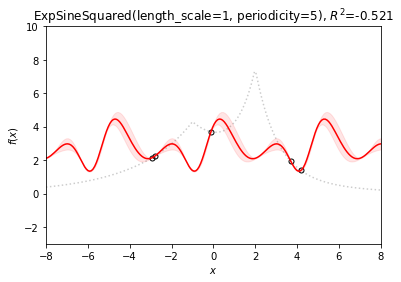 ExpSineSquared(length_scale=1, periodicity=5), R²=-0.521
10
8
6
4
2
0
−2
f(x)
−8 −6 −4 −2 0 2 4 6 8
x